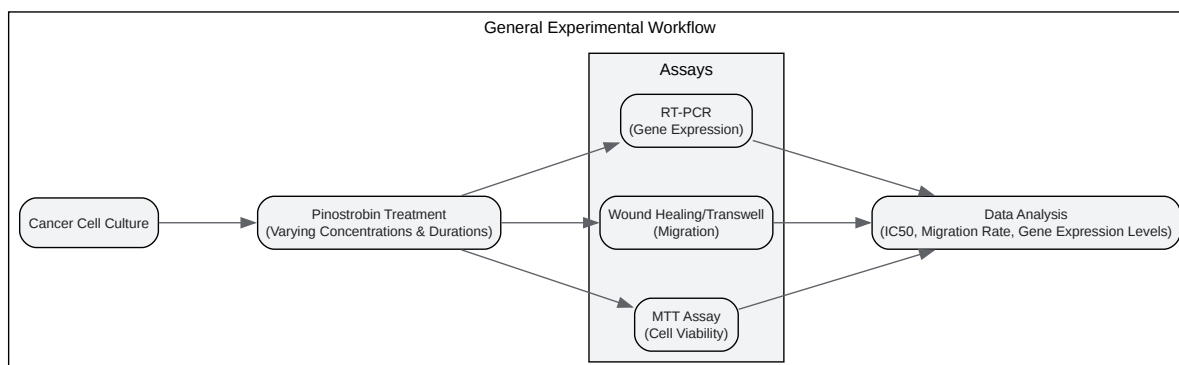 General Experimental Workflow
Assays
RT-PCR
(Gene Expression)
Cancer Cell Culture
Pinostrobin Treatment
(Varying Concentrations & Durations)
Wound Healing/Transwell
(Migration)
Data Analysis
(IC50, Migration Rate, Gene Expression Levels)
MTT Assay
(Cell Viability)